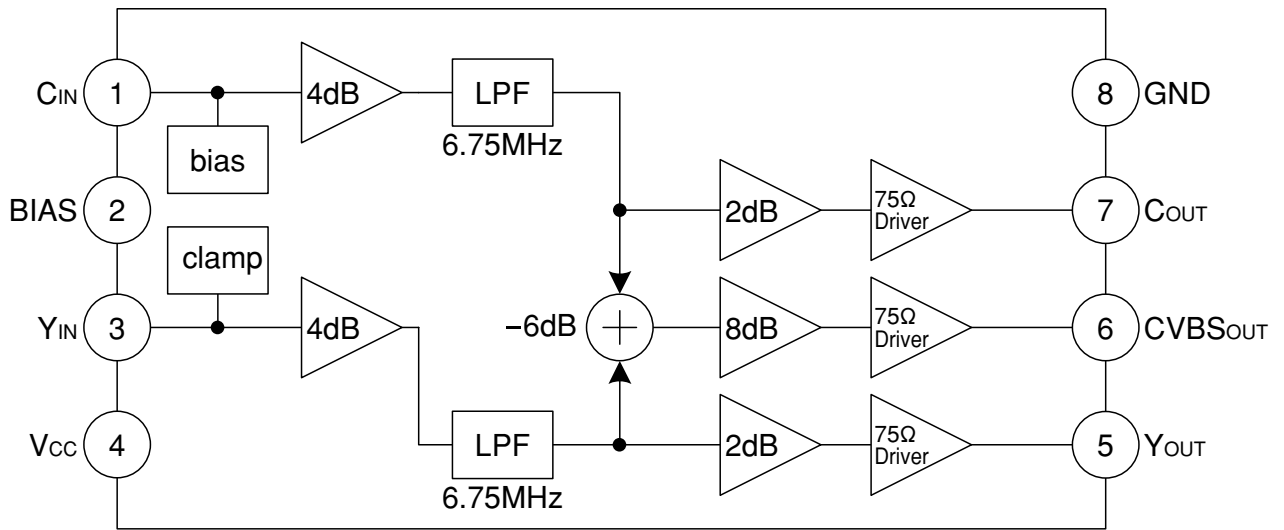 CIN
1
4dB
LPF
6.75MHz
8
GND
bias
BIAS
2
2dB
75Ω
Driver
7
COUT
clamp
YIN
3
4dB
−6dB
8dB
75Ω
Driver
6
CVBSOUT
VCC
4
LPF
6.75MHz
2dB
75Ω
Driver
5
YOUT